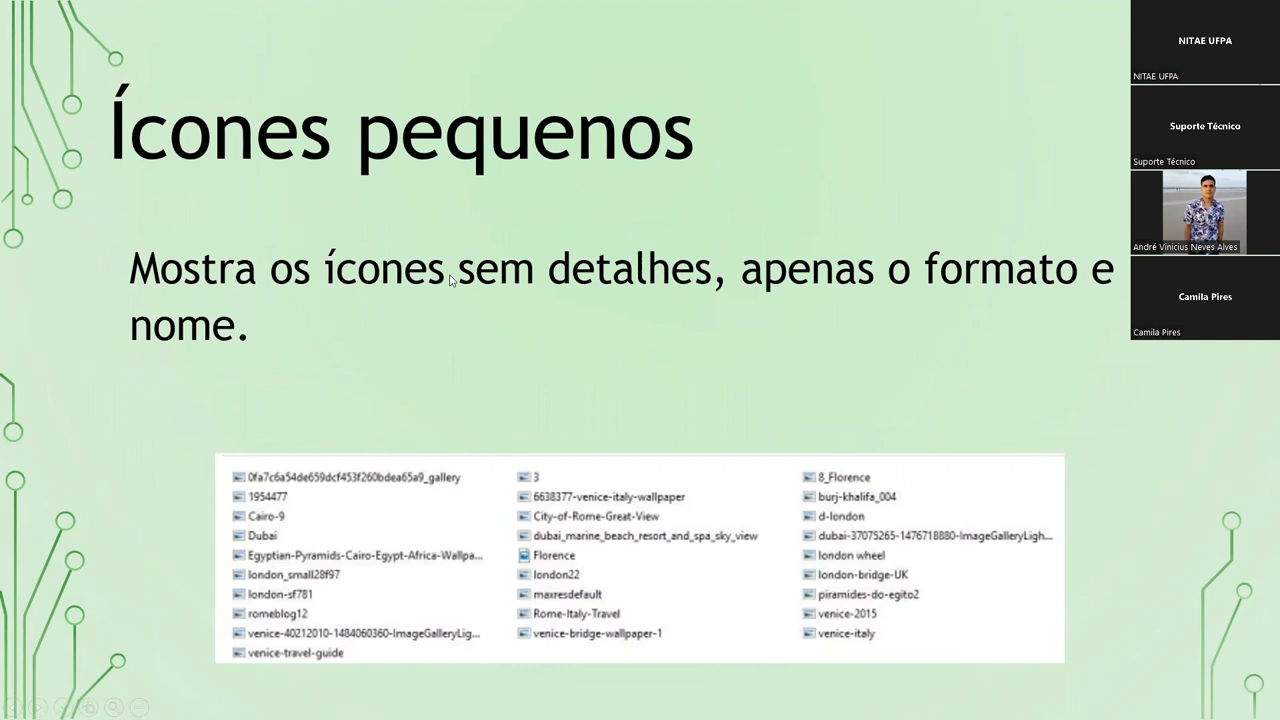 Ícones pequenos
Mostra os ícones sem detalhes, apenas o formato e
nome.
0fa7c6a54de659dcf453f260bdea65a9_gallery
1954477
Cairo-9
Dubai
Egyptian-Pyramids-Cairo-Egypt-Africa-Wallpa...
london_small28f97
london-sf781
romeblog12
venice-40212010-1484060360-ImageGalleryLig...
venice-travel-guide
3
6638377-venice-italy-wallpaper
City-of-Rome-Great-View
dubai_marine_beach_resort_and_spa_sky_view
Florence
london22
maxresdefault
Rome-Italy-Travel
venice-bridge-wallpaper-1
8_Florence
burj-khalifa_004
d-london
dubai-37075265-1476718880-ImageGalleryLigh...
london wheel
london-bridge-UK
piramides-do-egito2
venice-2015
venice-italy
NITAE UFPA
NITAE UFPA
Suporte Técnico
Suporte Técnico
André Vinicius Neves Alves
Camila Pires
Camila Pires